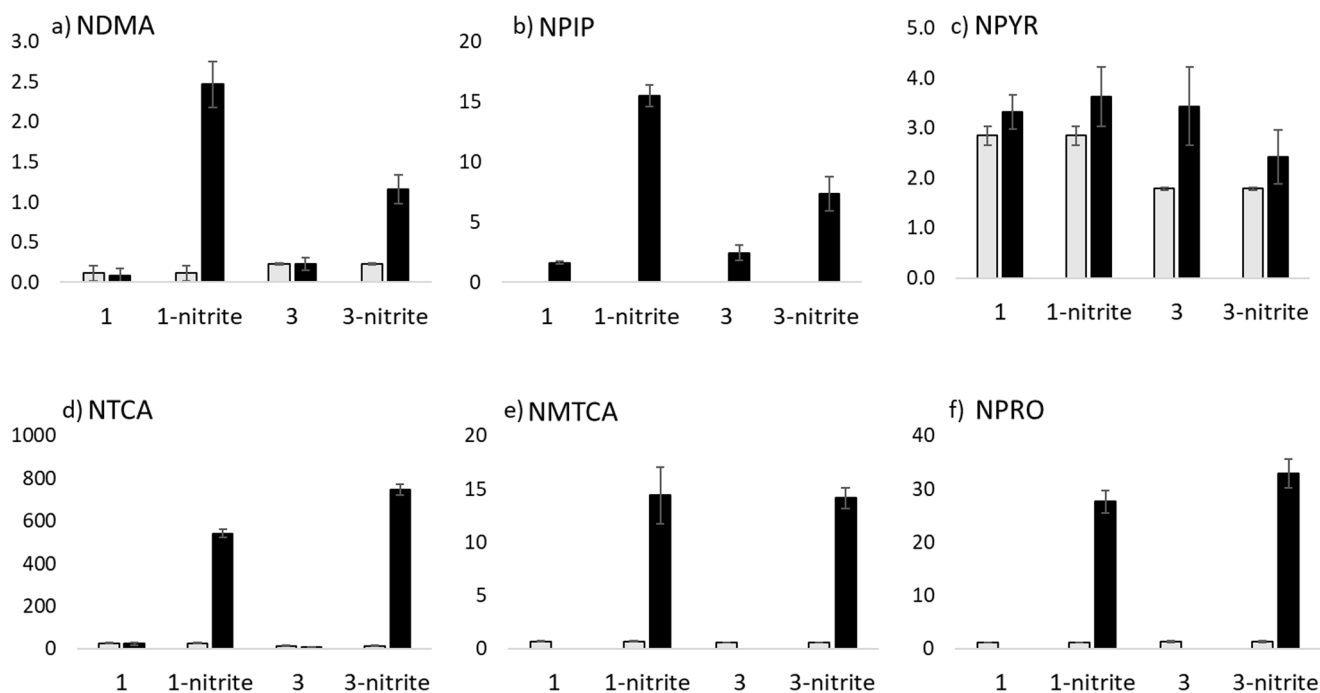 a) NDMA
3.0
2.5
2.0
1.5
1.0
0.5
0.0
1 1-nitrite 3 3-nitrite
b) NPIP
20
15
10
5
0
1 1-nitrite 3 3-nitrite
c) NPYR
5.0
4.0
3.0
2.0
1.0
0.0
1 1-nitrite 3 3-nitrite
d) NTCA
1000
800
600
400
200
0
1 1-nitrite 3 3-nitrite
e) NMTCA
20
15
10
5
0
1 1-nitrite 3 3-nitrite
f) NPRO
40
30
20
10
0
1 1-nitrite 3 3-nitrite